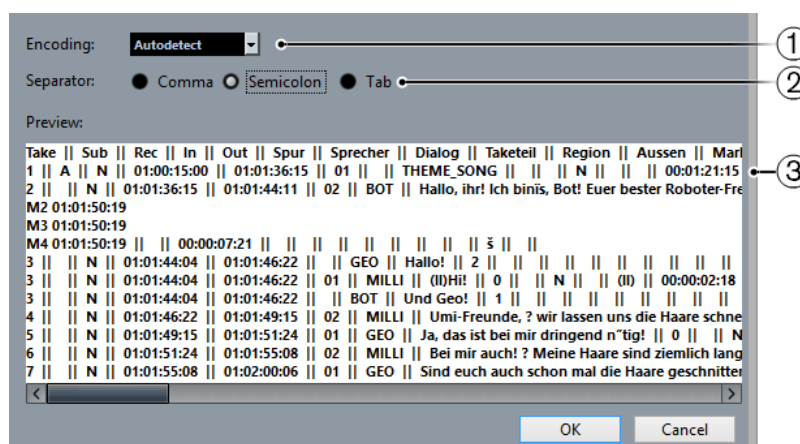 Encoding: Autodetect 1
Separator: Comma Semicolon Tab 2
Preview:
Take || Sub || Rec || In || Out || Spur || Sprecher || Dialog || Taketeil || Region || Aussen || Marl
1 || A || N || 01:00:15:00 || 01:01:36:15 || 01 || || THEME_SONG || || || N || || || 00:01:21:15 3
2 || || N || 01:01:36:15 || 01:01:44:11 || 02 || BOT || Hallo, ihr! Ich binïs, Bot! Euer bester Roboter-Fre
M2 01:01:50:19
M3 01:01:50:19
M4 01:01:50:19 || || 00:00:07:21 || || || || || || || || š || ||
3 || || N || 01:01:44:04 || 01:01:46:22 || || GEO || Hallo! || 2 || || || || || || || || ||
3 || || N || 01:01:44:04 || 01:01:46:22 || 01 || MILLI || (II)Hi! || 0 || || N || || (II) || 00:00:02:18
3 || || N || 01:01:44:04 || 01:01:46:22 || || BOT || Und Geo! || 1 || || || || || || || || ||
4 || || N || 01:01:46:22 || 01:01:49:15 || 02 || MILLI || Umi-Freunde, ? wir lassen uns die Haare schne
5 || || N || 01:01:49:15 || 01:01:51:24 || 01 || GEO || Ja, das ist bei mir dringend n˝tig! || 0 || || N
6 || || N || 01:01:51:24 || 01:01:55:08 || 02 || MILLI || Bei mir auch! ? Meine Haare sind ziemlich lang
7 || || N || 01:01:55:08 || 01:02:00:06 || 01 || GEO || Sind euch auch schon mal die Haare geschnitter
OK Cancel